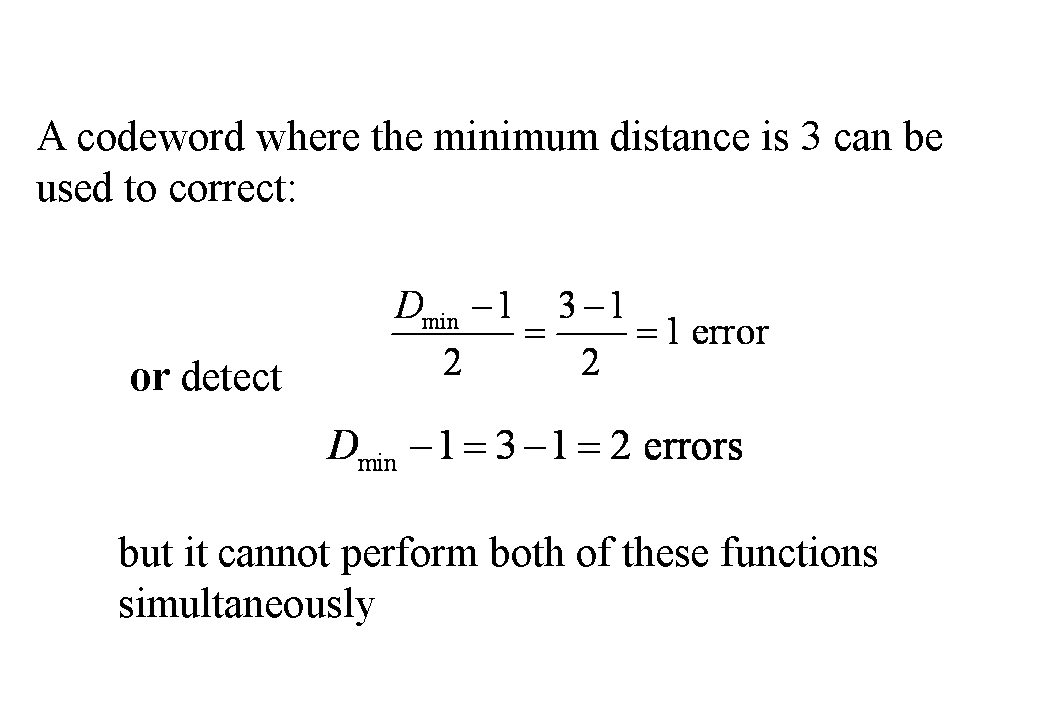 A codeword where the minimum distance is 3 can be
used to correct:
\frac{D_{min} − 1}{2} = \frac{3 − 1}{2} = 1 error
or detect
D_{min} − 1 = 3 − 1 = 2 errors
but it cannot perform both of these functions
simultaneously